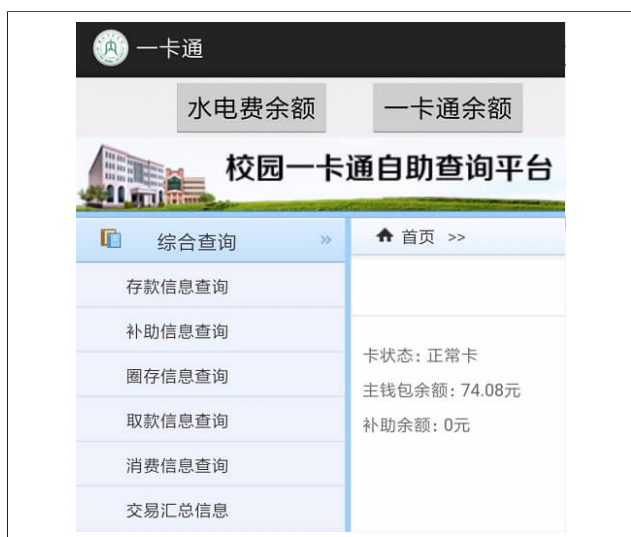 一卡通
水电费余额 一卡通余额
校园一卡通自助查询平台
综合查询 »
首页 >>
存款信息查询
补助信息查询
圈存信息查询
取款信息查询
消费信息查询
交易汇总信息
卡状态: 正常卡
主钱包余额: 74.08元
补助余额: 0元